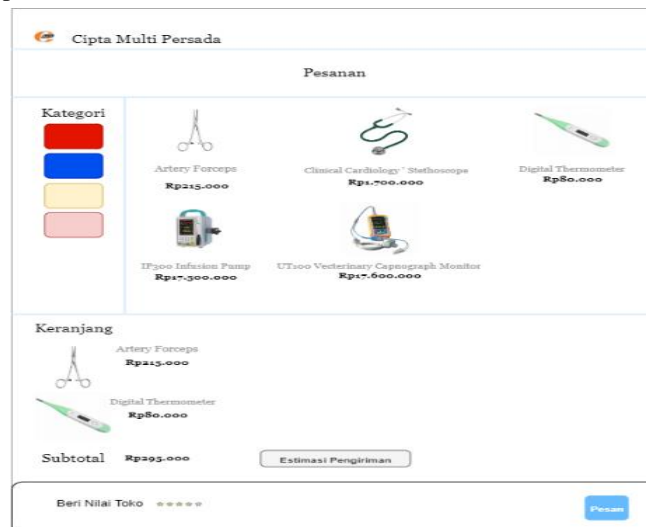 Cipta Multi Persada
Pesanan
Kategori
Artery Forceps
Rp215.000
Clinical Cardiology ' Stethoscope
Rp1.700.000
Digital Thermometer
Rp80.000
IP300 Infusion Pump
Rp17.500.000
UT100 Vecterinary Capnograph Monitor
Rp17.600.000
Keranjang
Artery Forceps
Rp215.000
Digital Thermometer
Rp80.000
Subtotal Rp295.000 Estimasi Pengiriman
Beri Nilai Toko
Pesan